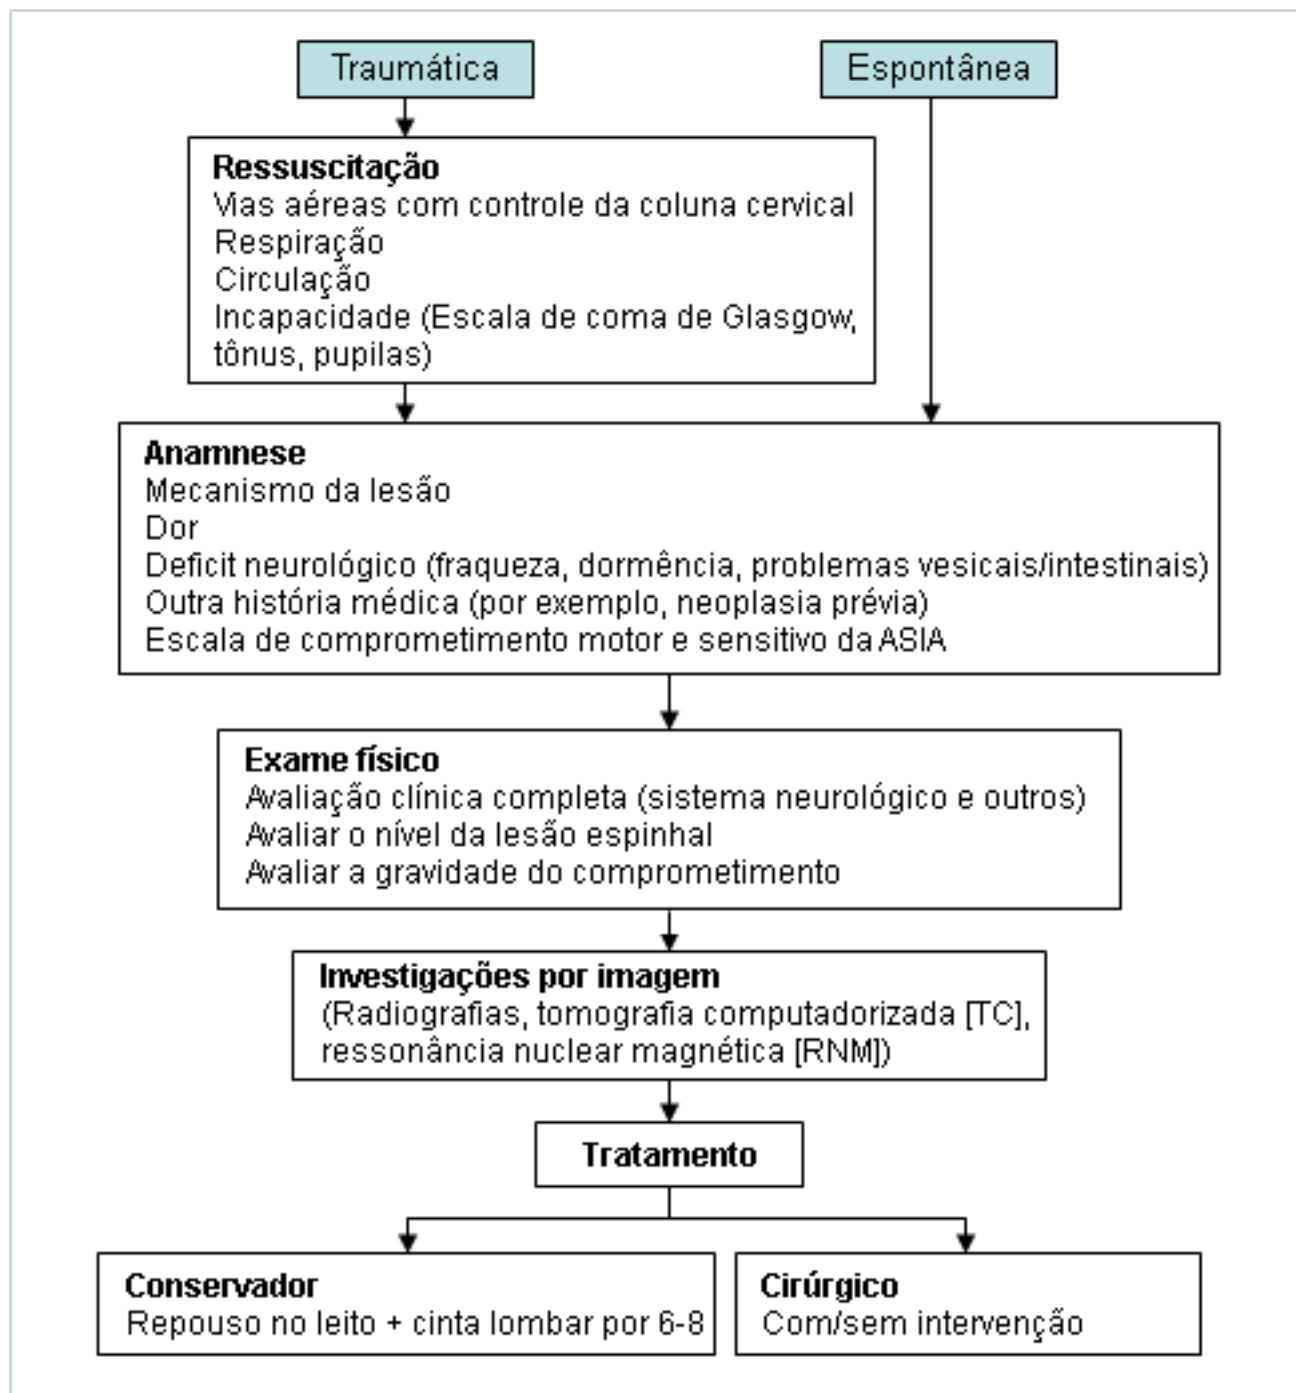 Traumática
Espontânea
Ressuscitação
Vias aéreas com controle da coluna cervical
Respiração
Circulação
Incapacidade (Escala de coma de Glasgow,
tônus, pupilas)
Anamnese
Mecanismo da lesão
Dor
Deficit neurológico (fraqueza, dormência, problemas vesicais/intestinais)
Outra história médica (por exemplo, neoplasia prévia)
Escala de comprometimento motor e sensitivo da ASIA
Exame físico
Avaliação clínica completa (sistema neurológico e outros)
Avaliar o nível da lesão espinhal
Avaliar a gravidade do comprometimento
Investigações por imagem
(Radiografias, tomografia computadorizada [TC],
ressonância nuclear magnética [RNM])
Tratamento
Conservador
Repouso no leito + cinta lombar por 6-8
Cirúrgico
Com/sem intervenção